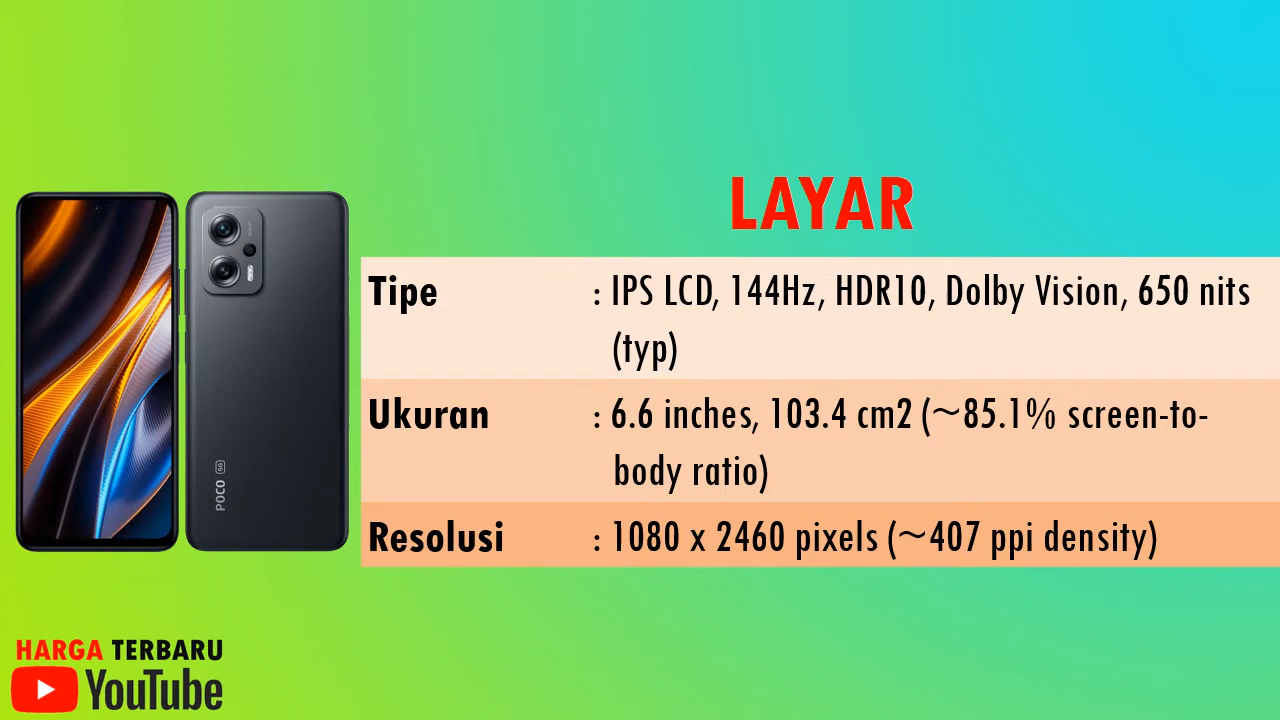 LAYAR
Tipe : IPS LCD, 144Hz, HDR10, Dolby Vision, 650 nits
(typ)
Ukuran : 6.6 inches, 103.4 cm2 (~85.1% screen-to-
body ratio)
Resolusi : 1080 x 2460 pixels (~407 ppi density)
POCO 5G
HARGA TERBARU
YouTube